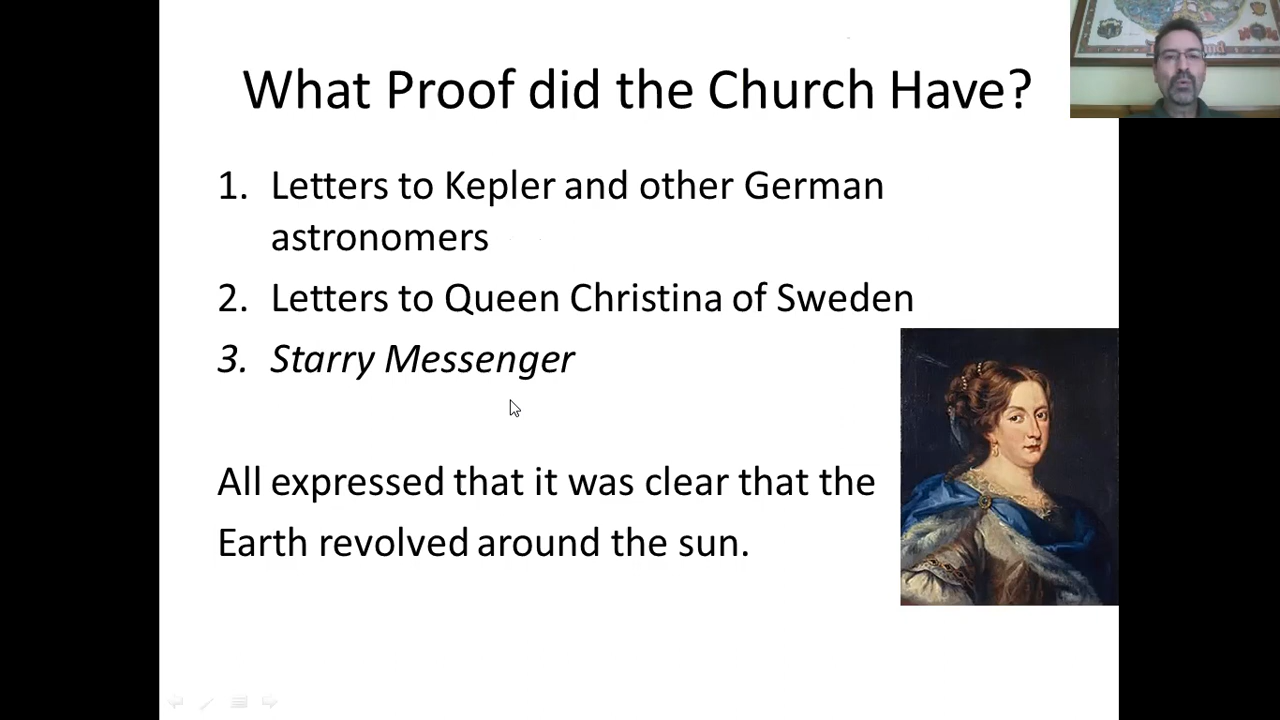 What Proof did the Church Have?
1. Letters to Kepler and other German
astronomers
2. Letters to Queen Christina of Sweden
3. Starry Messenger
All expressed that it was clear that the
Earth revolved around the sun.